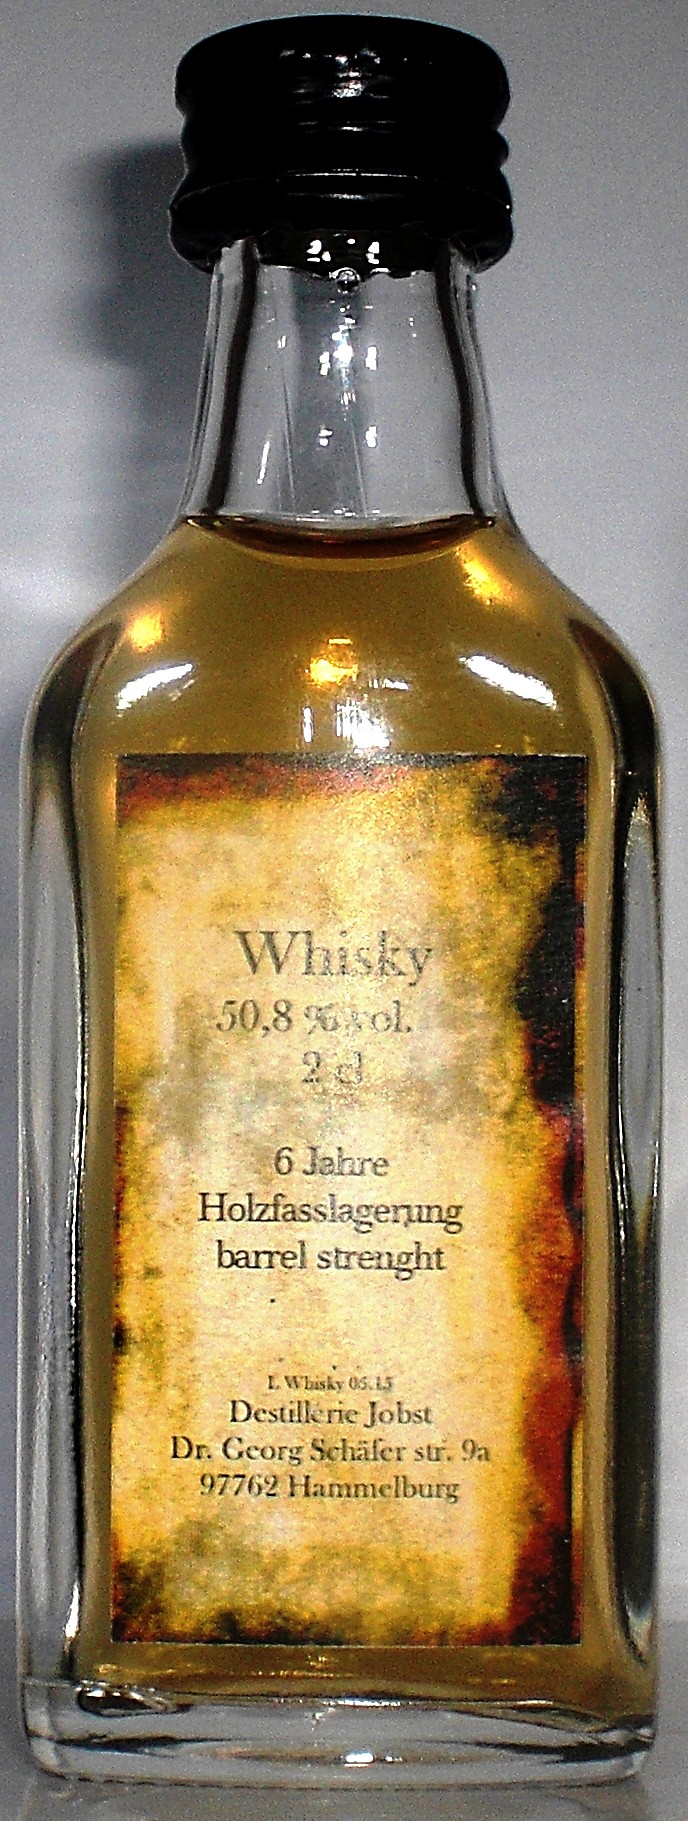 Whisky
50,8 % vol.
2 cl
6 Jahre
Holzfasslagerung
barrel strenght
L Whisky 05.15
Destillerie Jobst
Dr. Georg Schäfer str. 9a
97762 Hammelburg